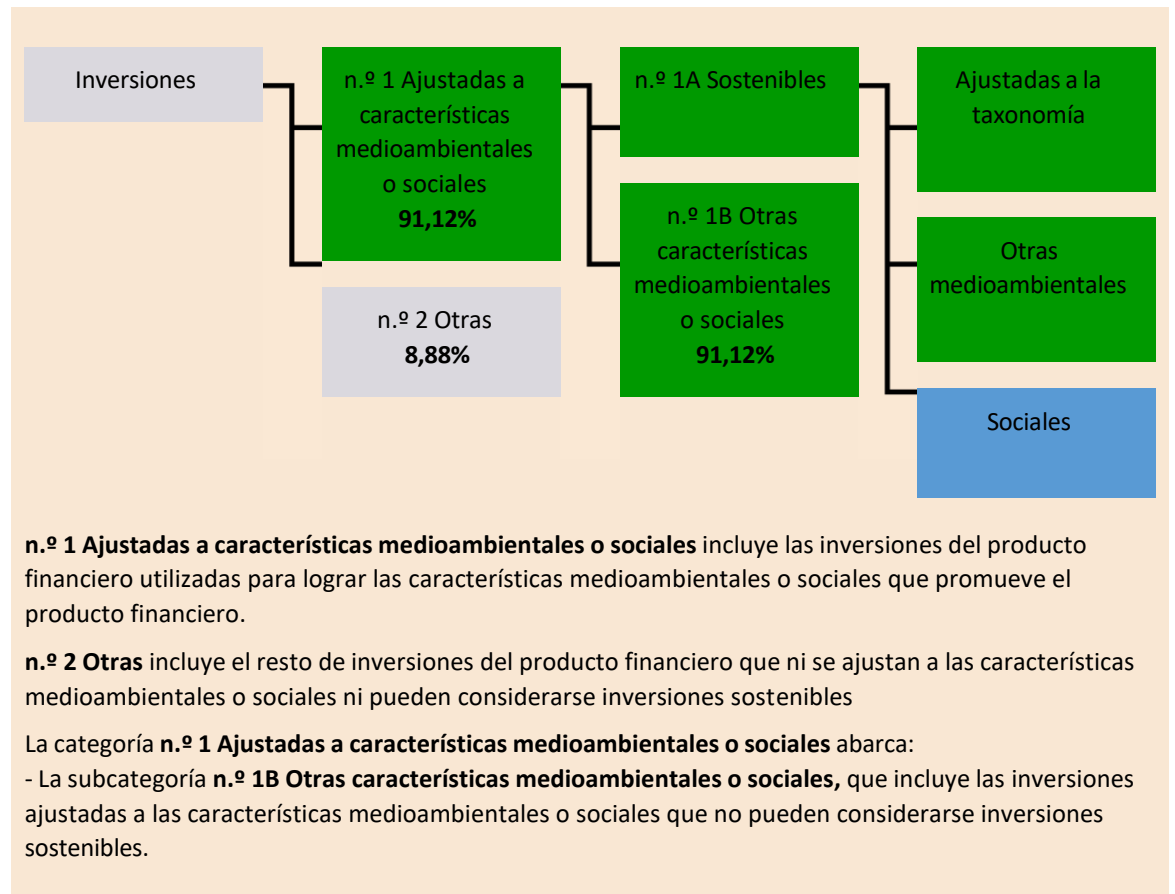 Inversiones
n.º 1 Ajustadas a
características
medioambientales
o sociales
91,12%
n.º 2 Otras
8,88%
n.º 1A Sostenibles
n.º 1B Otras
características
medioambientales
o sociales
91,12%
Ajustadas a la
taxonomía
Otras
medioambientales
Sociales
n.º 1 Ajustadas a características medioambientales o sociales incluye las inversiones del producto
financiero utilizadas para lograr las características medioambientales o sociales que promueve el
producto financiero.
n.º 2 Otras incluye el resto de inversiones del producto financiero que ni se ajustan a las características
medioambientales o sociales ni pueden considerarse inversiones sostenibles
La categoría n.º 1 Ajustadas a características medioambientales o sociales abarca:
- La subcategoría n.º 1B Otras características medioambientales o sociales, que incluye las inversiones
ajustadas a las características medioambientales o sociales que no pueden considerarse inversiones
sostenibles.